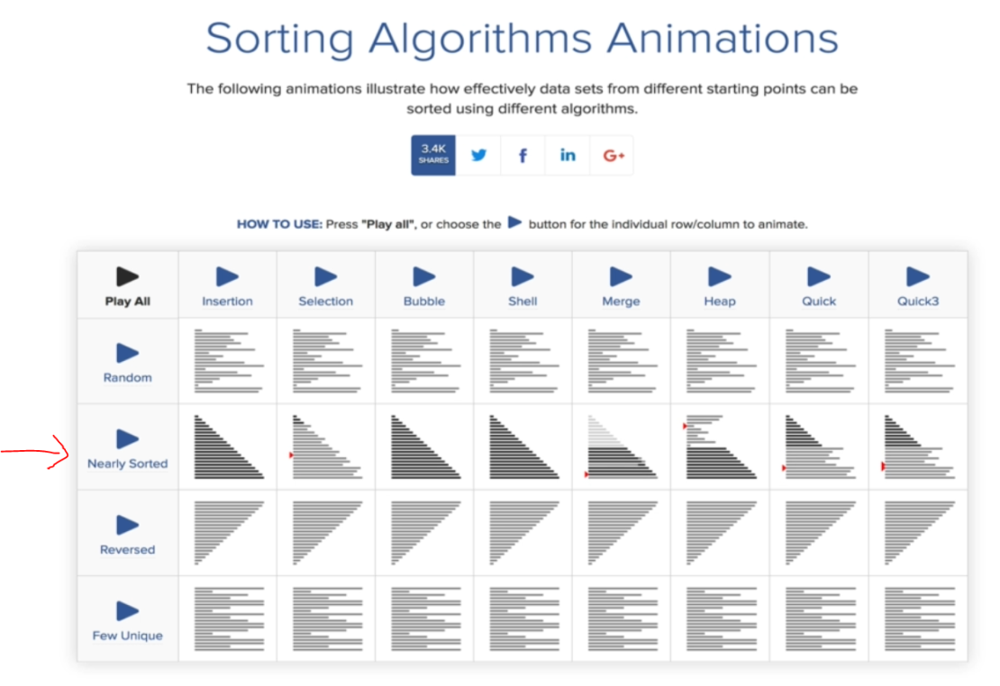 Sorting Algorithms Animations
The following animations illustrate how effectively data sets from different starting points can be
sorted using different algorithms.
3.4K
SHARES
f
in
G+
HOW TO USE: Press "Play all", or choose the button for the individual row/column to animate.
Play All Insertion Selection Bubble Shell Merge Heap Quick Quick3
Random
Nearly Sorted
Reversed
Few Unique